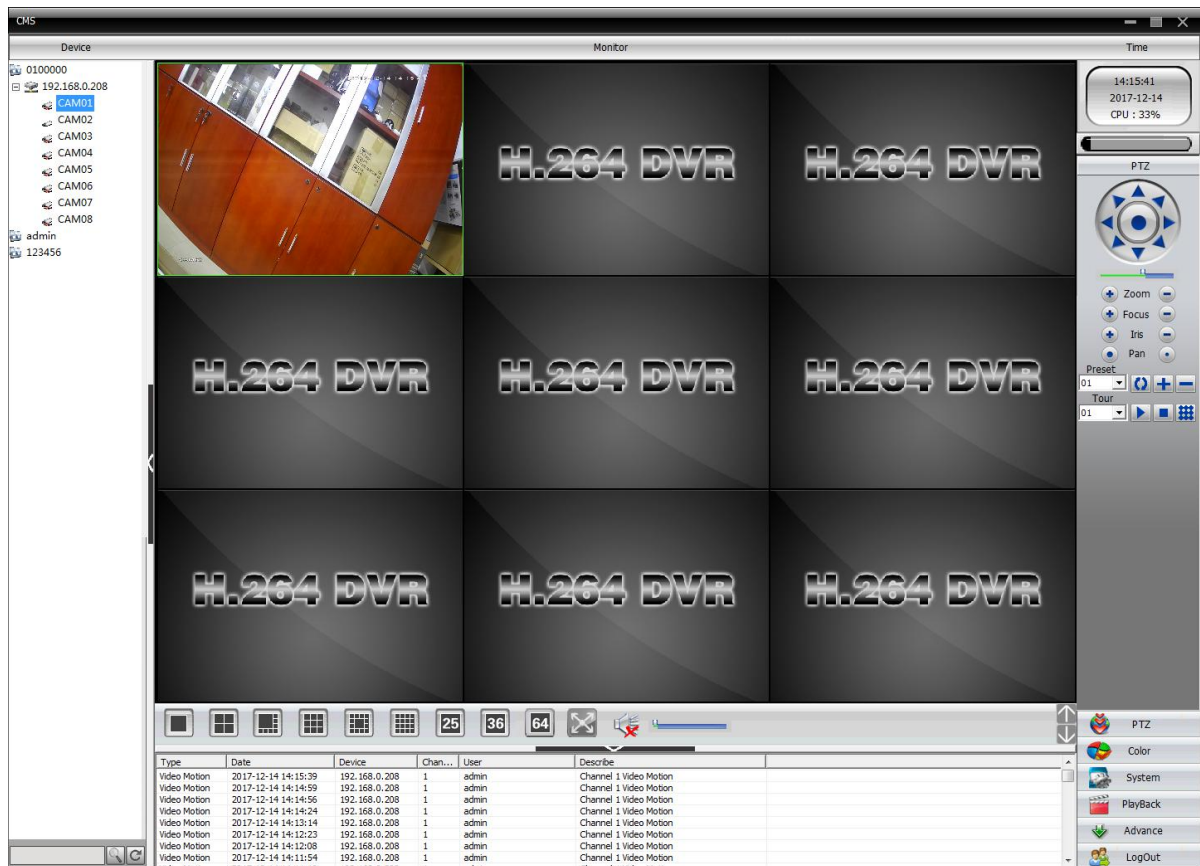 CMS
Device Monitor Time
0100000
192.168.0.208
CAM01
CAM02
CAM03
CAM04
CAM05
CAM06
CAM07
CAM08
admin
123456
H.264 DVR H.264 DVR
H.264 DVR H.264 DVR H.264 DVR
H.264 DVR H.264 DVR H.264 DVR
14:15:41
2017-12-14
CPU : 33%
PTZ
Zoom
Focus
Iris
Pan
Preset
01
Tour
01
25 36 64
PTZ
Color
System
PlayBack
Advance
LogOut
Type Date Device Chan... User Describe
Video Motion 2017-12-14 14:15:39 192.168.0.208 1 admin Channel 1 Video Motion
Video Motion 2017-12-14 14:14:59 192.168.0.208 1 admin Channel 1 Video Motion
Video Motion 2017-12-14 14:14:56 192.168.0.208 1 admin Channel 1 Video Motion
Video Motion 2017-12-14 14:14:24 192.168.0.208 1 admin Channel 1 Video Motion
Video Motion 2017-12-14 14:13:14 192.168.0.208 1 admin Channel 1 Video Motion
Video Motion 2017-12-14 14:12:23 192.168.0.208 1 admin Channel 1 Video Motion
Video Motion 2017-12-14 14:12:08 192.168.0.208 1 admin Channel 1 Video Motion
Video Motion 2017-12-14 14:11:54 192.168.0.208 1 admin Channel 1 Video Motion